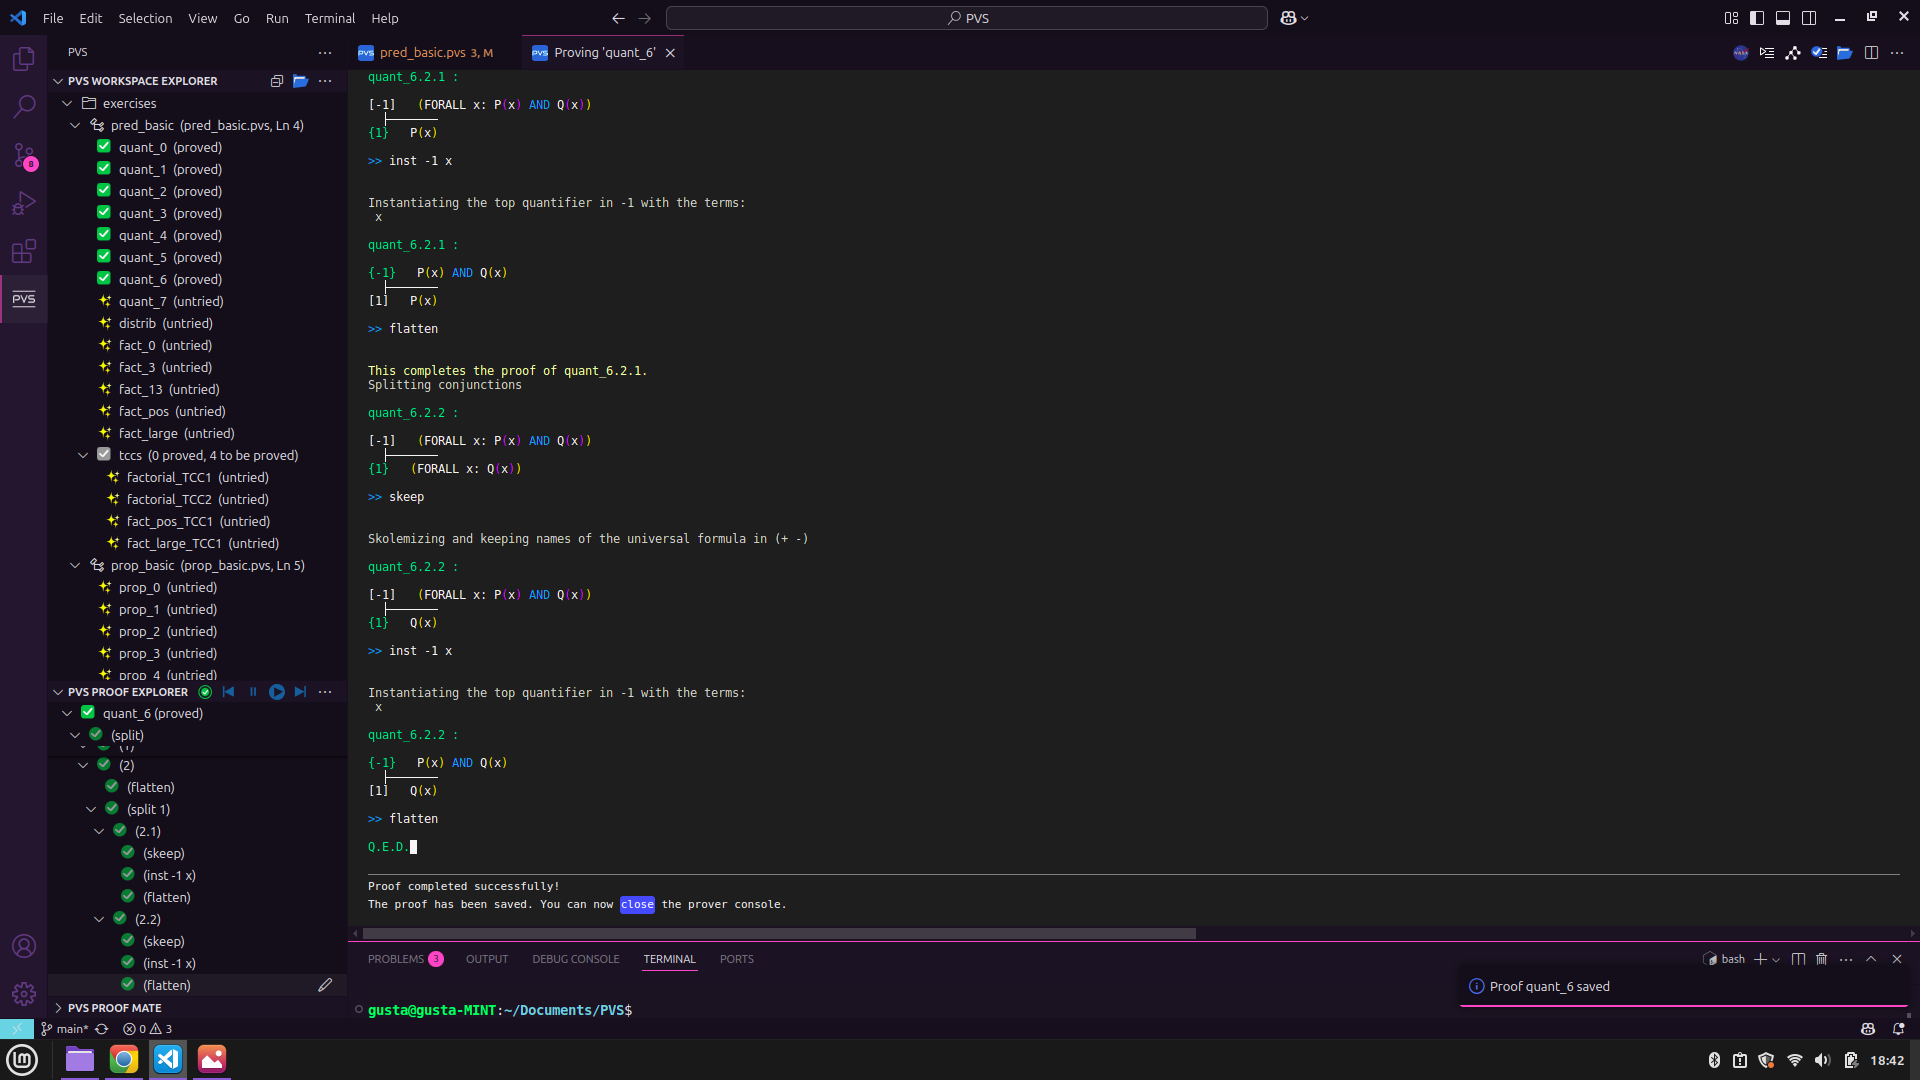 File Edit Selection View Go Run Terminal Help
PVS
PVS
pred_basic.pvs 3, M
Proving 'quant_6'
PVS WORKSPACE EXPLORER
exercises
pred_basic (pred_basic.pvs, Ln 4)
quant_0 (proved)
quant_1 (proved)
quant_2 (proved)
quant_3 (proved)
quant_4 (proved)
quant_5 (proved)
quant_6 (proved)
quant_7 (untried)
distrib (untried)
fact_0 (untried)
fact_3 (untried)
fact_13 (untried)
fact_pos (untried)
fact_large (untried)
tccs (0 proved, 4 to be proved)
factorial_TCC1 (untried)
factorial_TCC2 (untried)
fact_pos_TCC1 (untried)
fact_large_TCC1 (untried)
prop_basic (prop_basic.pvs, Ln 5)
prop_0 (untried)
prop_1 (untried)
prop_2 (untried)
prop_3 (untried)
prop_4 (untried)
8
PVS
PVS PROOF EXPLORER
quant_6 (proved)
(split)
(1)
(2)
(flatten)
(split 1)
(2.1)
(skeep)
(inst -1 x)
(flatten)
(2.2)
(skeep)
(inst -1 x)
(flatten)
PVS PROOF MATE
quant_6.2.1 :
[-1] (FORALL x: P(x) AND Q(x))
{1} P(x)
>> inst -1 x
Instantiating the top quantifier in -1 with the terms:
x
quant_6.2.1 :
{-1} P(x) AND Q(x)
[1] P(x)
>> flatten
This completes the proof of quant_6.2.1.
Splitting conjunctions
quant_6.2.2 :
[-1] (FORALL x: P(x) AND Q(x))
{1} (FORALL x: Q(x))
>> skeep
Skolemizing and keeping names of the universal formula in (+ -)
quant_6.2.2 :
[-1] (FORALL x: P(x) AND Q(x))
{1} Q(x)
>> inst -1 x
Instantiating the top quantifier in -1 with the terms:
x
quant_6.2.2 :
{-1} P(x) AND Q(x)
[1] Q(x)
>> flatten
Q.E.D.
Proof completed successfully!
The proof has been saved. You can now close the prover console.
PROBLEMS 3 OUTPUT DEBUG CONSOLE TERMINAL PORTS
bash
gusta@gusta-MINT:~/Documents/PVS$
Proof quant_6 saved
main* 0 3
18:42